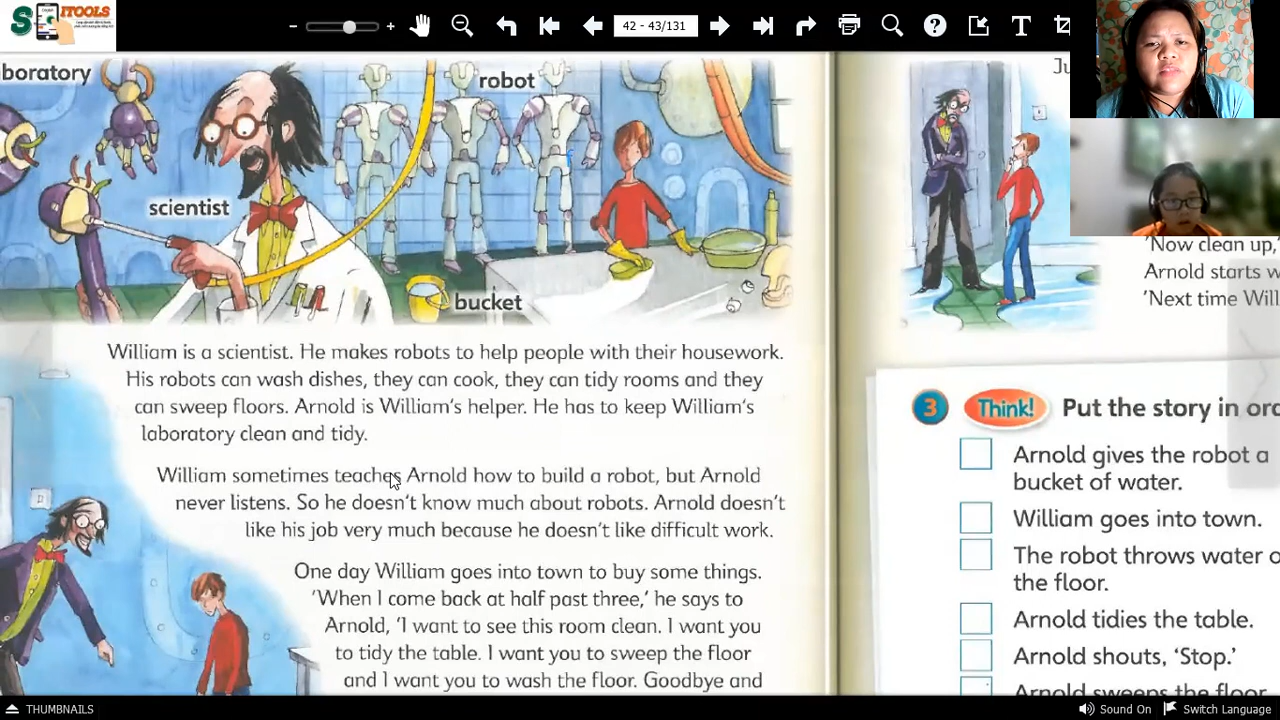 S ITOOLS
42 - 43/131
boratory
robot
scientist
bucket
William is a scientist. He makes robots to help people with their housework.
His robots can wash dishes, they can cook, they can tidy rooms and they
can sweep floors. Arnold is William's helper. He has to keep William's
laboratory clean and tidy.
William sometimes teaches Arnold how to build a robot, but Arnold
never listens. So he doesn't know much about robots. Arnold doesn't
like his job very much because he doesn't like difficult work.
One day William goes into town to buy some things.
'When I come back at half past three,' he says to
Arnold, 'I want to see this room clean. I want you
to tidy the table. I want you to sweep the floor
and I want you to wash the floor. Goodbye and
Ju
'Now clean up,'
Arnold starts w
'Next time Will
3 Think! Put the story in ord
Arnold gives the robot a
bucket of water.
William goes into town.
The robot throws water o
the floor.
Arnold tidies the table.
Arnold shouts, 'Stop.'
Arnold sweeps the floor
THUMBNAILS
Sound On
Switch Language